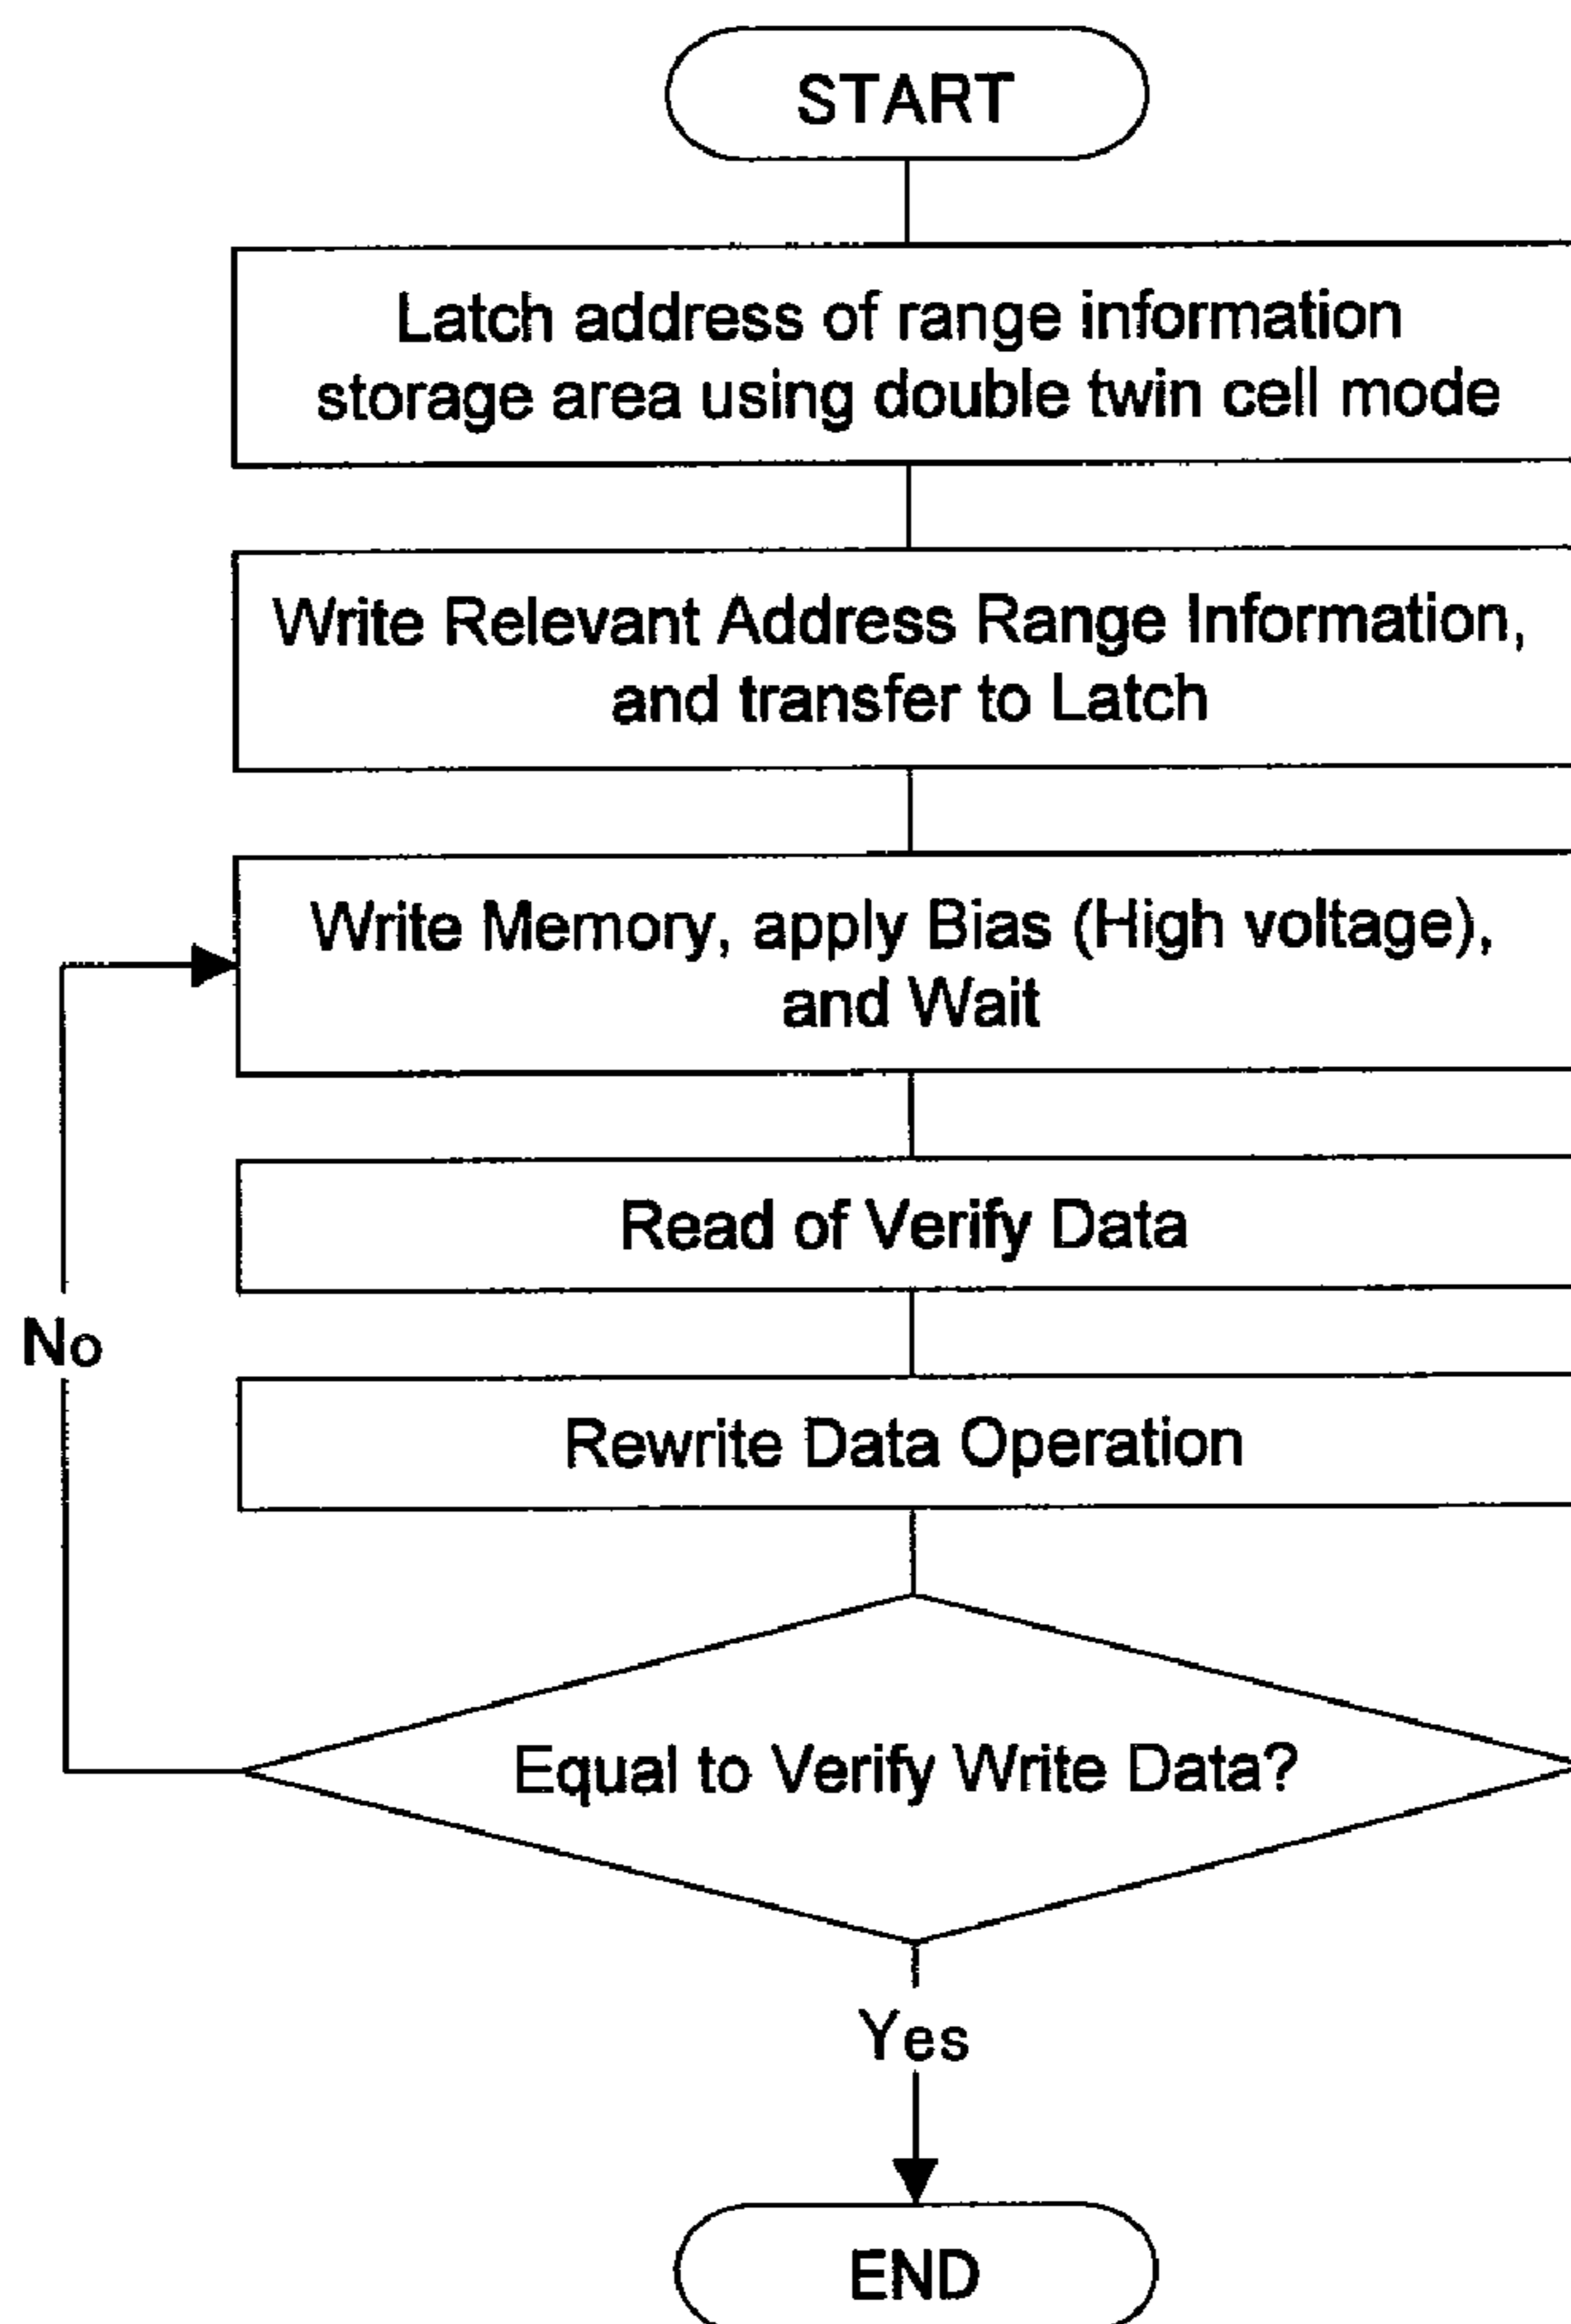 START
Latch address of range information
storage area using double twin cell mode
Write Relevant Address Range Information,
and transfer to Latch
Write Memory, apply Bias (High voltage),
and Wait
Read of Verify Data
No
Rewrite Data Operation
Equal to Verify Write Data?
Yes
END